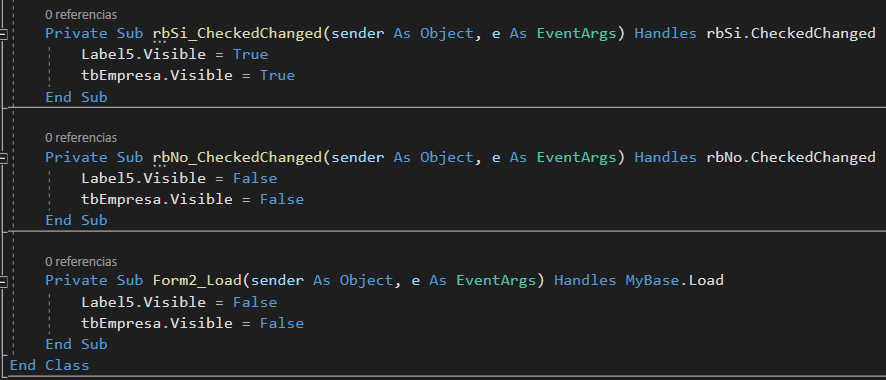 0 referencias
Private Sub rbSi_CheckedChanged(sender As Object, e As EventArgs) Handles rbSi.CheckedChanged
Label5.Visible = True
tbEmpresa.Visible = True
End Sub
0 referencias
Private Sub rbNo_CheckedChanged(sender As Object, e As EventArgs) Handles rbNo.CheckedChanged
Label5.Visible = False
tbEmpresa.Visible = False
End Sub
0 referencias
Private Sub Form2_Load(sender As Object, e As EventArgs) Handles MyBase.Load
Label5.Visible = False
tbEmpresa.Visible = False
End Sub
End Class